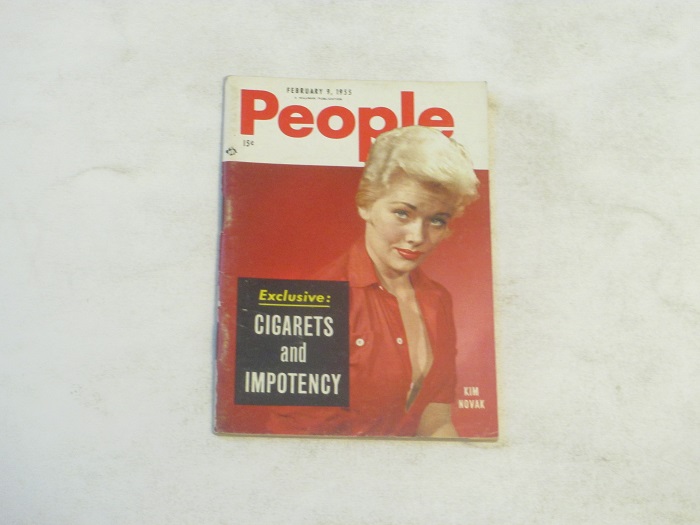 FEBRUARY 9, 1955
People
15¢
Exclusive:
CIGARETS
and
IMPOTENCY
KIM
NOVAK